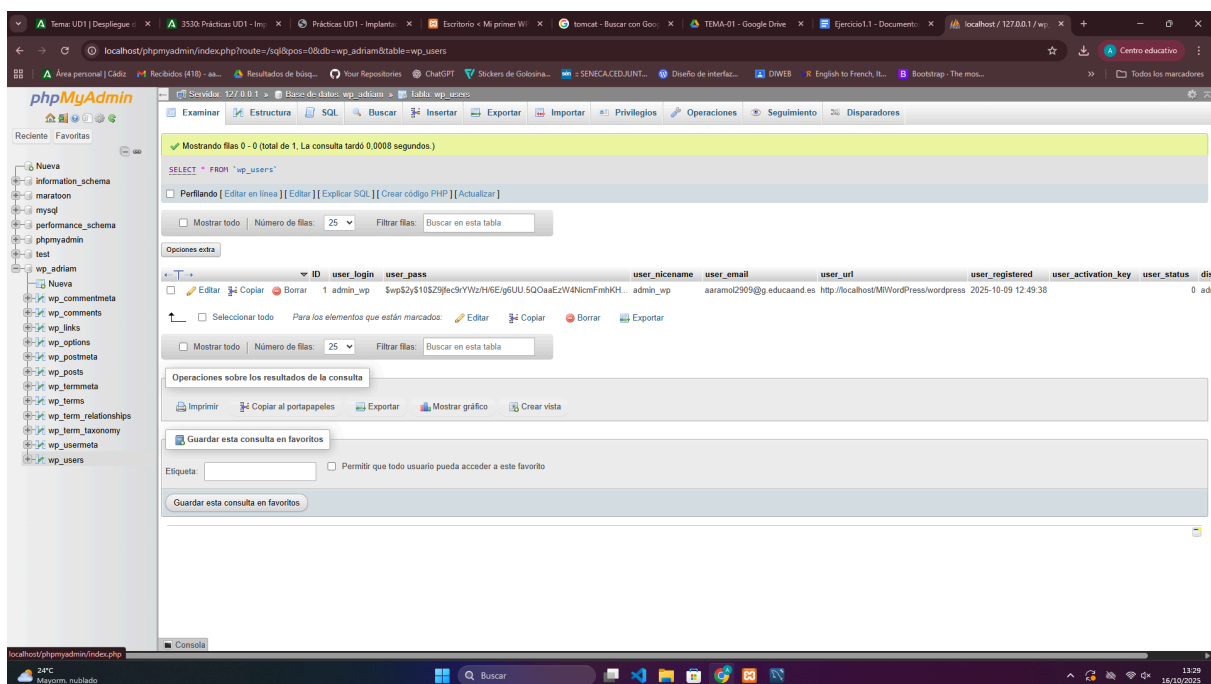 Tema: UD1 | Despliegue d
3530: Prácticas UD1 - Imp
Prácticas UD1 - Implantac
Escritorio < Mi primer W
tomcat - Buscar con Goog
TEMA-01 - Google Drive
Ejercicio1.1 - Documento
localhost / 127.0.0.1 / wp_
localhost/phpmyadmin/index.php?route=/sql&pos=0&db=wp_adriam&table=wp_users
Centro educativo
Área personal | Cádiz
Recibidos (418) - aa...
Resultados de búsq...
Your Repositories
ChatGPT
Stickers de Golosina...
:: SENECA.CED.JUNT...
Diseño de interfaz...
DIWEB
English to French, It...
Bootstrap · The mos...
»
Todos los marcadores
phpMyAdmin
Reciente Favoritas
Nueva
information_schema
maratoon
mysql
performance_schema
phpmyadmin
test
wp_adriam
Nueva
wp_commentmeta
wp_comments
wp_links
wp_options
wp_postmeta
wp_posts
wp_termmeta
wp_terms
wp_term_relationships
wp_term_taxonomy
wp_usermeta
wp_users
Servidor: 127.0.0.1 » Base de datos: wp_adriam » Tabla: wp_users
Examinar Estructura SQL Buscar Insertar Exportar Importar Privilegios Operaciones Seguimiento Disparadores
Mostrando filas 0 - 0 (total de 1, La consulta tardó 0,0008 segundos.)
SELECT * FROM `wp_users`
Perfilando [ Editar en línea ] [ Editar ] [ Explicar SQL ] [ Crear código PHP ] [ Actualizar ]
Mostrar todo | Número de filas: 25 Filtrar filas: Buscar en esta tabla
Opciones extra
←T→ ID user_login user_pass user_nicename user_email user_url user_registered user_activation_key user_status dis
Editar Copiar Borrar 1 admin_wp $wp$2y$10$Z9jfec9rYWz/H/6E/g6UU.5QOaaEzW4NicmFmhKH... admin_wp aaramol2909@g.educaand.es http://localhost/MiWordPress/wordpress 2025-10-09 12:49:38 0 adr
Seleccionar todo Para los elementos que están marcados: Editar Copiar Borrar Exportar
Mostrar todo | Número de filas: 25 Filtrar filas: Buscar en esta tabla
Operaciones sobre los resultados de la consulta
Imprimir Copiar al portapapeles Exportar Mostrar gráfico Crear vista
Guardar esta consulta en favoritos
Etiqueta: Permitir que todo usuario pueda acceder a este favorito
Guardar esta consulta en favoritos
Consola
localhost/phpmyadmin/index.php
24°C
Mayorm. nublado
Buscar
13:29
16/10/2025